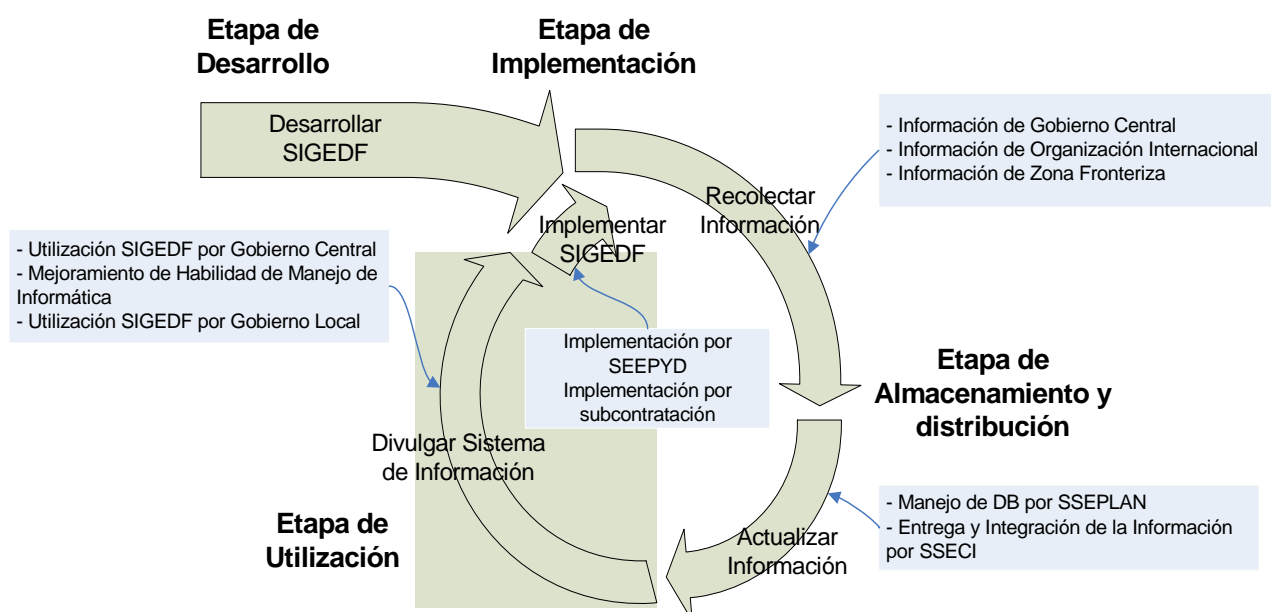 Etapa de
Desarrollo
Etapa de
Implementación
Desarrollar
SIGEDF
- Información de Gobierno Central
- Información de Organización Internacional
- Información de Zona Fronteriza
Recolectar
Información
Implementar
SIGEDF
- Utilización SIGEDF por Gobierno Central
- Mejoramiento de Habilidad de Manejo de
Informática
- Utilización SIGEDF por Gobierno Local
Implementación por
SEEPYD
Implementación por
subcontratación
Etapa de
Almacenamiento y
distribución
Divulgar Sistema
de Información
- Manejo de DB por SSEPLAN
- Entrega y Integración de la Información
por SSECI
Etapa de
Utilización
Actualizar
Información